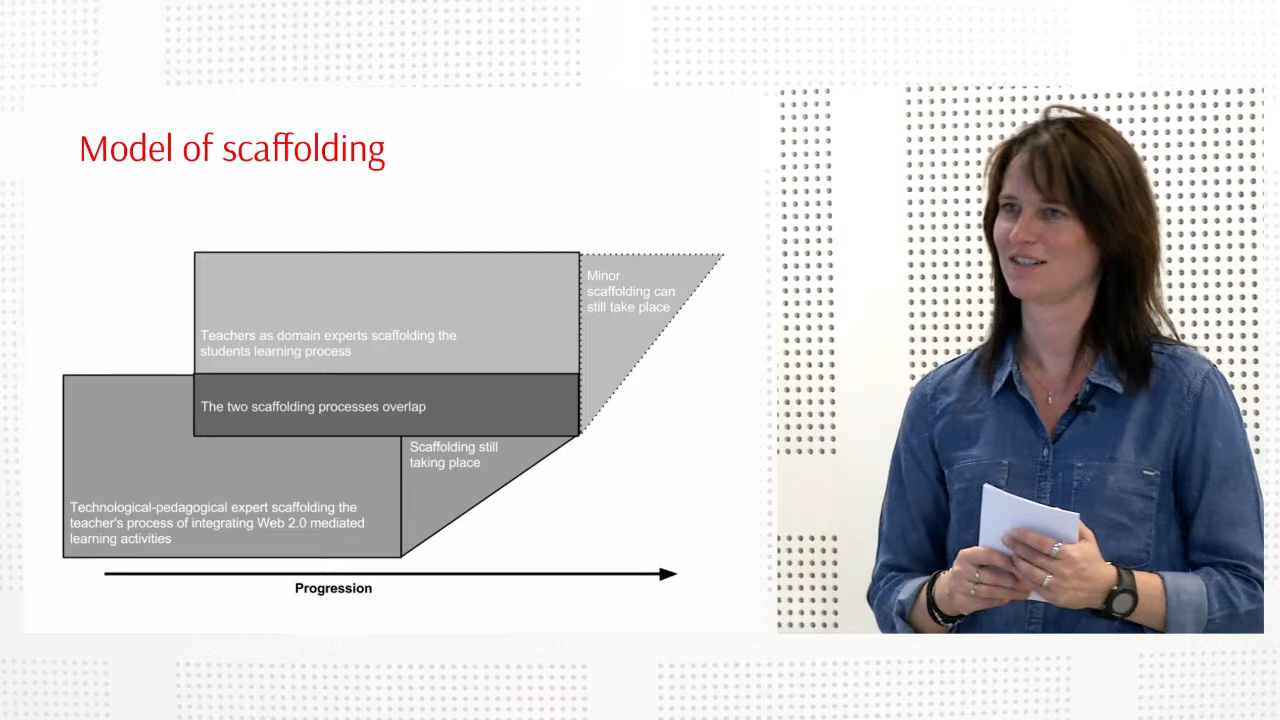 Model of scaffolding
Minor
scaffolding can
still take place
Teachers as domain experts scaffolding the
students learning process
The two scaffolding processes overlap
Scaffolding still
taking place
Technological-pedagogical expert scaffolding the
teacher's process of integrating Web 2.0 mediated
learning activities
Progression